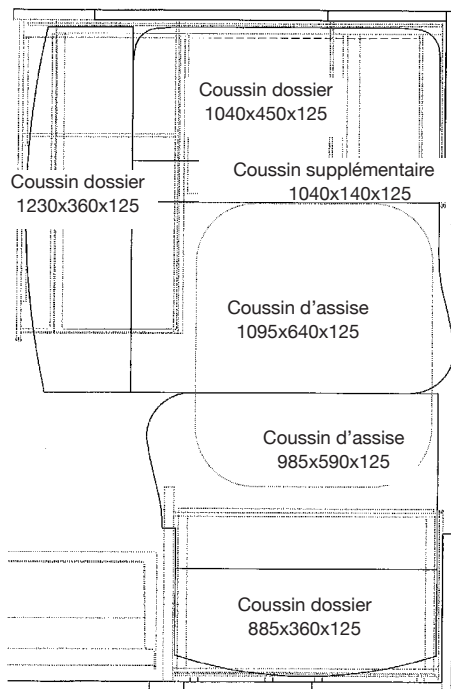 Coussin dossier
1040x450x125
Coussin supplémentaire
1040x140x125
Coussin dossier
1230x360x125
Coussin d'assise
1095x640x125
Coussin d'assise
985x590x125
Coussin dossier
885x360x125